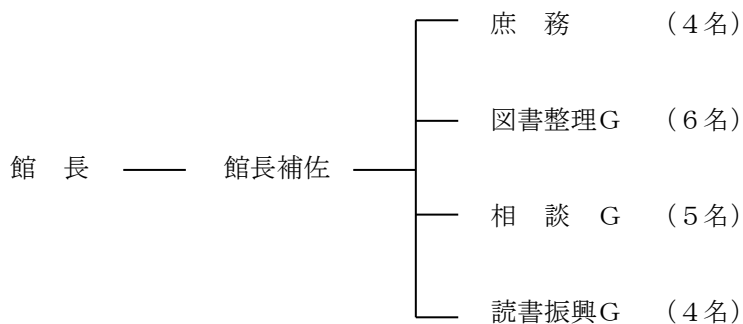 庶　務　　（４名）
図書整理Ｇ　（６名）
館　長　館長補佐
相　談　Ｇ　（５名）
読書振興Ｇ　（４名）